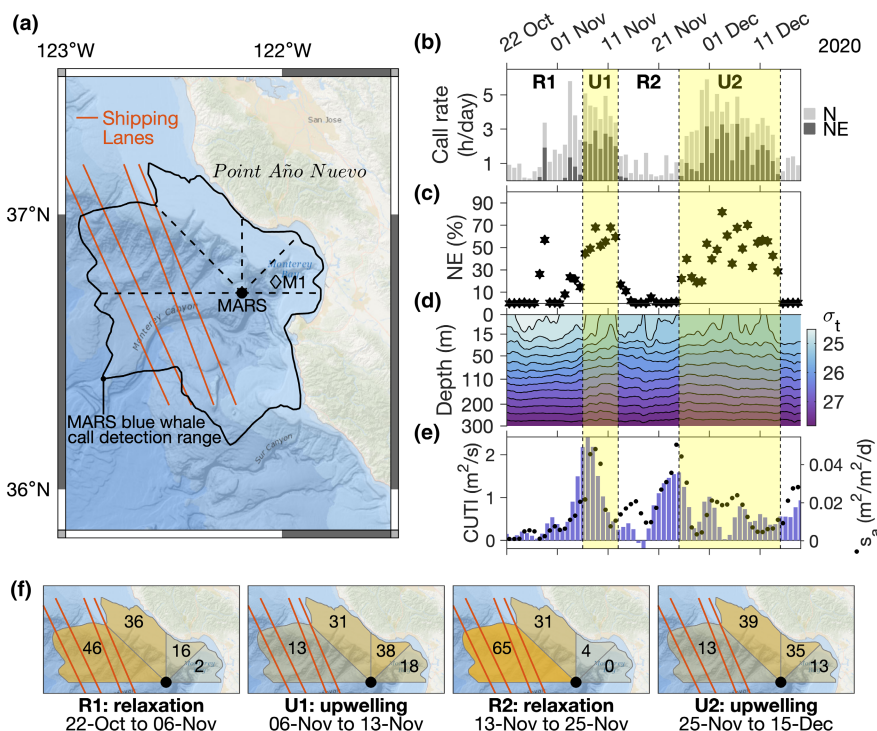 (a)
123°W
122°W
37°N
36°N
Shipping
Lanes
San Jose
Point Año Nuevo
Monterey
Bay
◊M1
MARS
Monterey Canyon
MARS blue whale
call detection range
Sur Canyon
(b)
22 Oct
01 Nov
11 Nov
21 Nov
01 Dec
11 Dec
2020
R1
U1
R2
U2
Call rate
(h/day)
5
3
1
N
NE
(c)
NE (%)
90
70
50
30
10
(d)
Depth (m)
0
15
50
110
200
300
σt
25
26
27
(e)
CUTI (m²/s)
2
1
0
0.04
0.02
0
• sa (m²/m²/d)
(f)
36
46
16
2
R1: relaxation
22-Oct to 06-Nov
31
13
38
18
U1: upwelling
06-Nov to 13-Nov
31
65
4
0
R2: relaxation
13-Nov to 25-Nov
39
13
35
13
U2: upwelling
25-Nov to 15-Dec